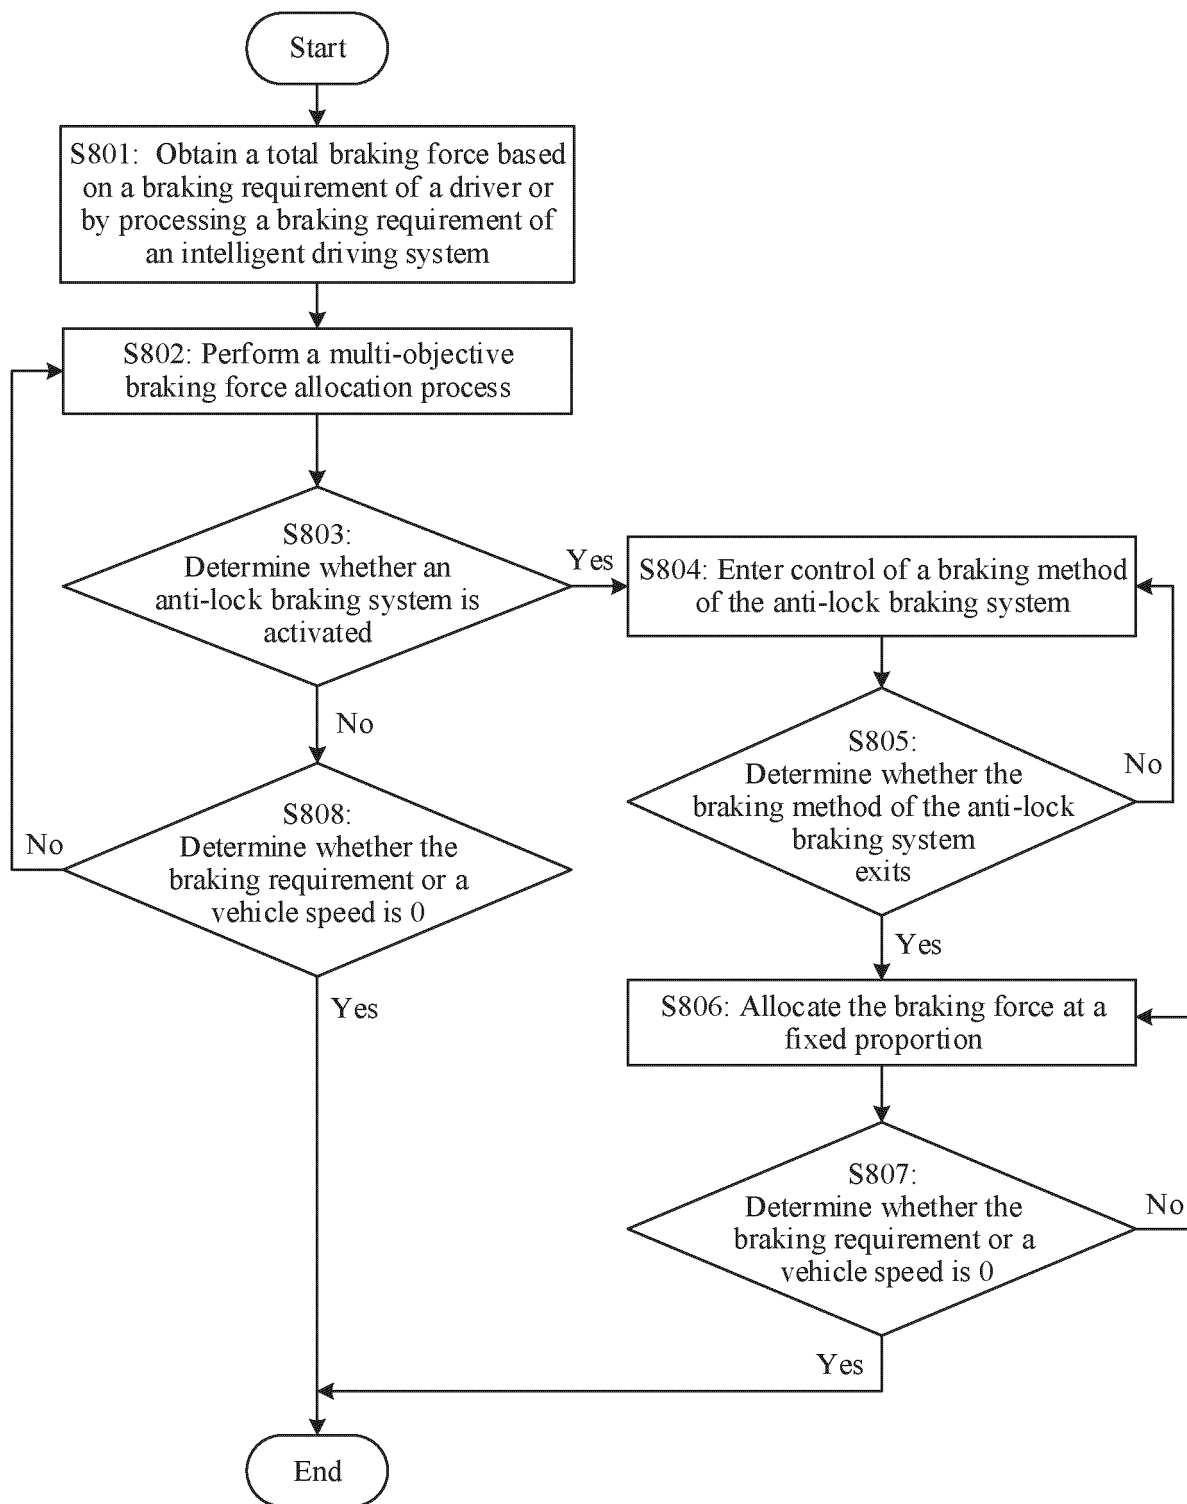 Start
S801: Obtain a total braking force based
on a braking requirement of a driver or
by processing a braking requirement of
an intelligent driving system
S802: Perform a multi-objective
braking force allocation process
S803:
Determine whether an
anti-lock braking system is
activated
Yes
S804: Enter control of a braking method
of the anti-lock braking system
No
S805:
Determine whether the
braking method of the anti-lock
braking system
exits
No
S808:
Determine whether the
braking requirement or a
vehicle speed is 0
No
Yes
Yes
S806: Allocate the braking force at a
fixed proportion
S807:
Determine whether the
braking requirement or a
vehicle speed is 0
No
Yes
End